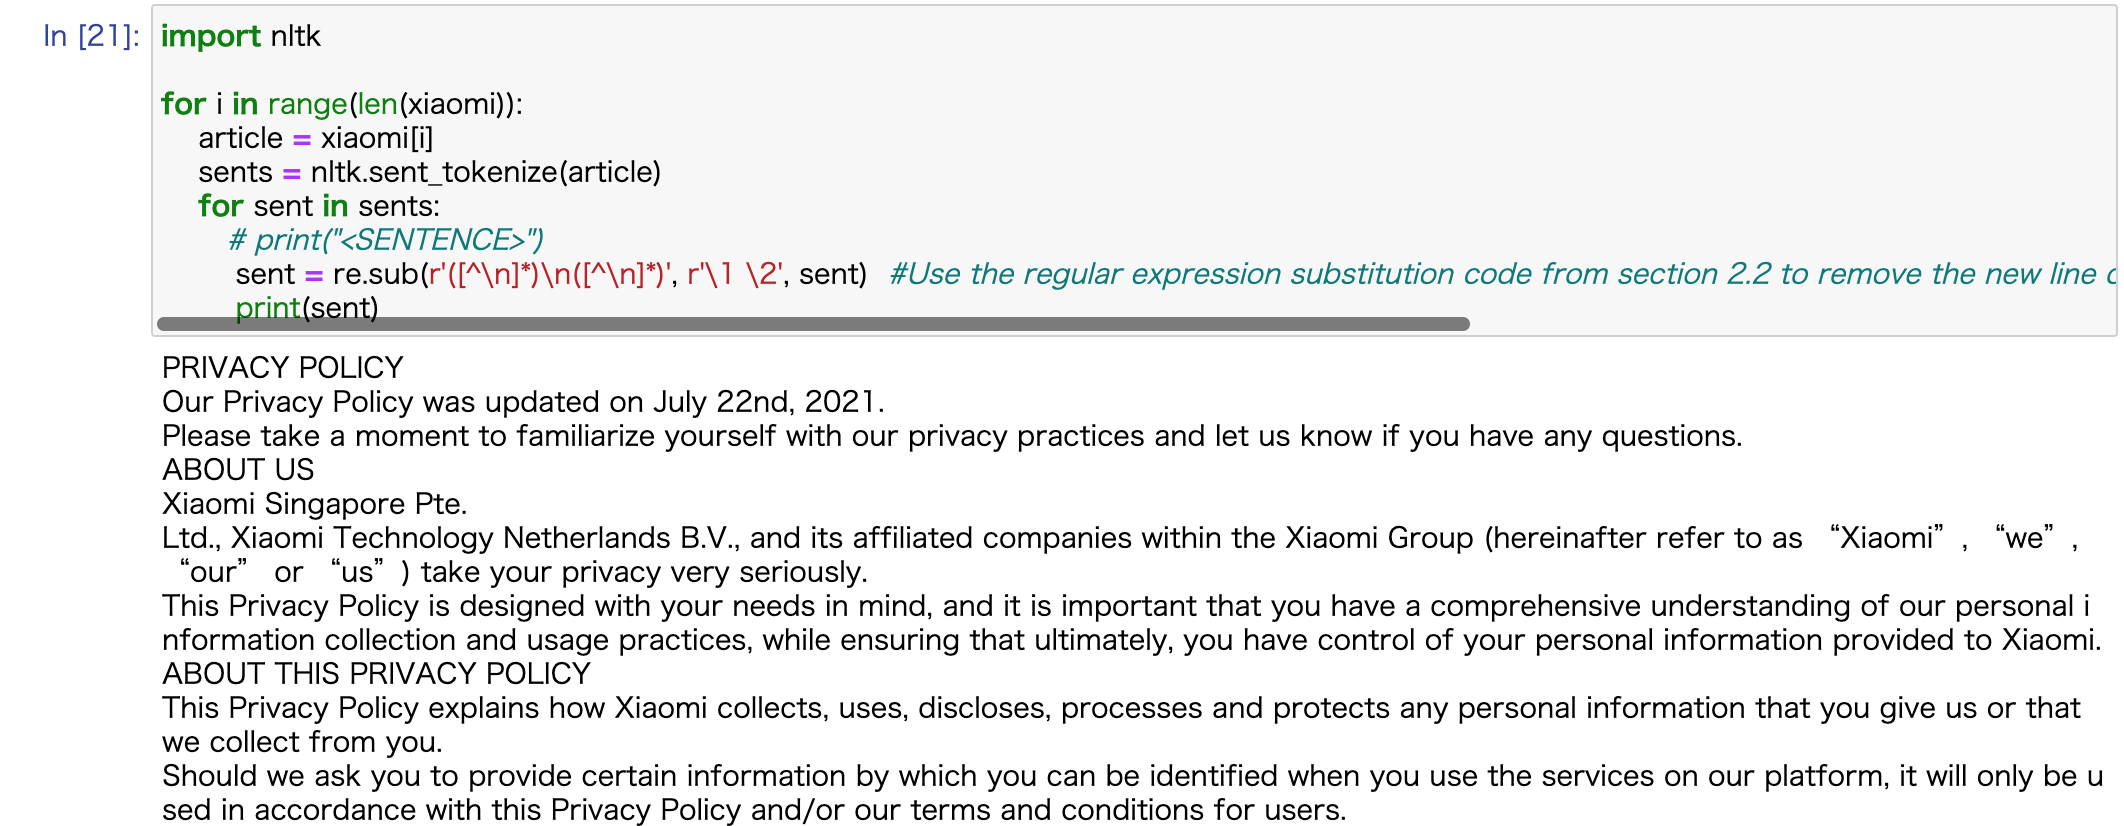 In [21]:
import nltk
for i in range(len(xiaomi)):
article = xiaomi[i]
sents = nltk.sent_tokenize(article)
for sent in sents:
# print("<SENTENCE>")
sent = re.sub(r'([^\n]*)\n([^\n]*)', r'\1 \2', sent) #Use the regular expression substitution code from section 2.2 to remove the new line
print(sent)
PRIVACY POLICY
Our Privacy Policy was updated on July 22nd, 2021.
Please take a moment to familiarize yourself with our privacy practices and let us know if you have any questions.
ABOUT US
Xiaomi Singapore Pte.
Ltd., Xiaomi Technology Netherlands B.V., and its affiliated companies within the Xiaomi Group (hereinafter refer to as “Xiaomi”, “we”,
“our” or “us”) take your privacy very seriously.
This Privacy Policy is designed with your needs in mind, and it is important that you have a comprehensive understanding of our personal i
nformation collection and usage practices, while ensuring that ultimately, you have control of your personal information provided to Xiaomi.
ABOUT THIS PRIVACY POLICY
This Privacy Policy explains how Xiaomi collects, uses, discloses, processes and protects any personal information that you give us or that
we collect from you.
Should we ask you to provide certain information by which you can be identified when you use the services on our platform, it will only be u
sed in accordance with this Privacy Policy and/or our terms and conditions for users.